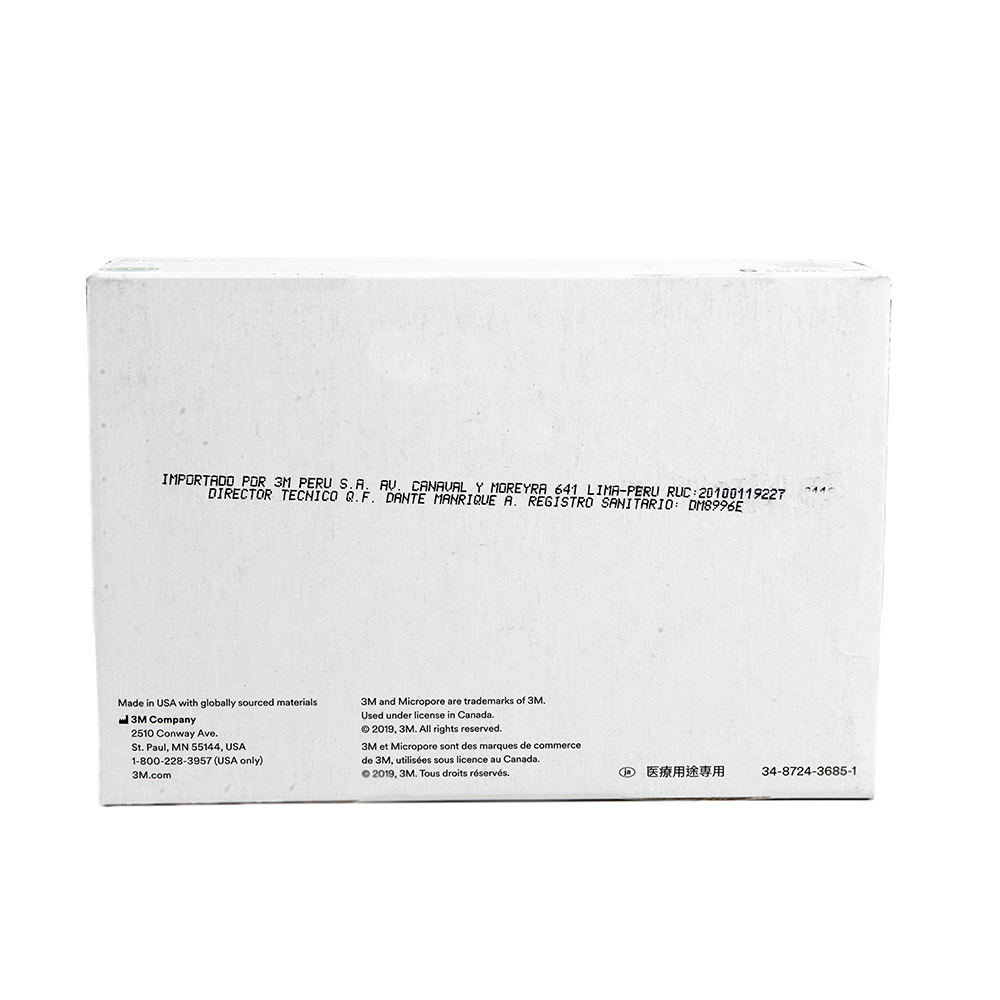 IMPORTADO POR 3M PERU S.A. AV. CANAVAL Y MOREYRA 641 LIMA-PERU RUC:20100119227
DIRECTOR TECNICO Q.F. DANTE MANRIQUE A. REGISTRO SANITARIO: DM8996E
Made in USA with globally sourced materials
3M Company
2510 Conway Ave.
St. Paul, MN 55144, USA
1-800-228-3957 (USA only)
3M.com
3M and Micropore are trademarks of 3M.
Used under license in Canada.
© 2019, 3M. All rights reserved.
3M et Micropore sont des marques de commerce
de 3M, utilisées sous licence au Canada.
© 2019, 3M. Tous droits réservés.
ja 医療用途専用 34-8724-3685-1